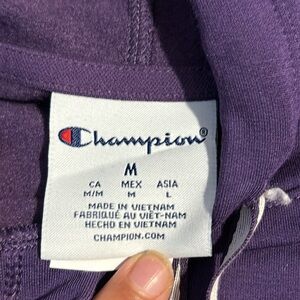 Champion®
M
CA MEX ASIA
M/M M L
MADE IN VIETNAM
FABRIQUÉ AU VIÊT-NAM
HECHO EN VIETNAM
CHAMPION.COM